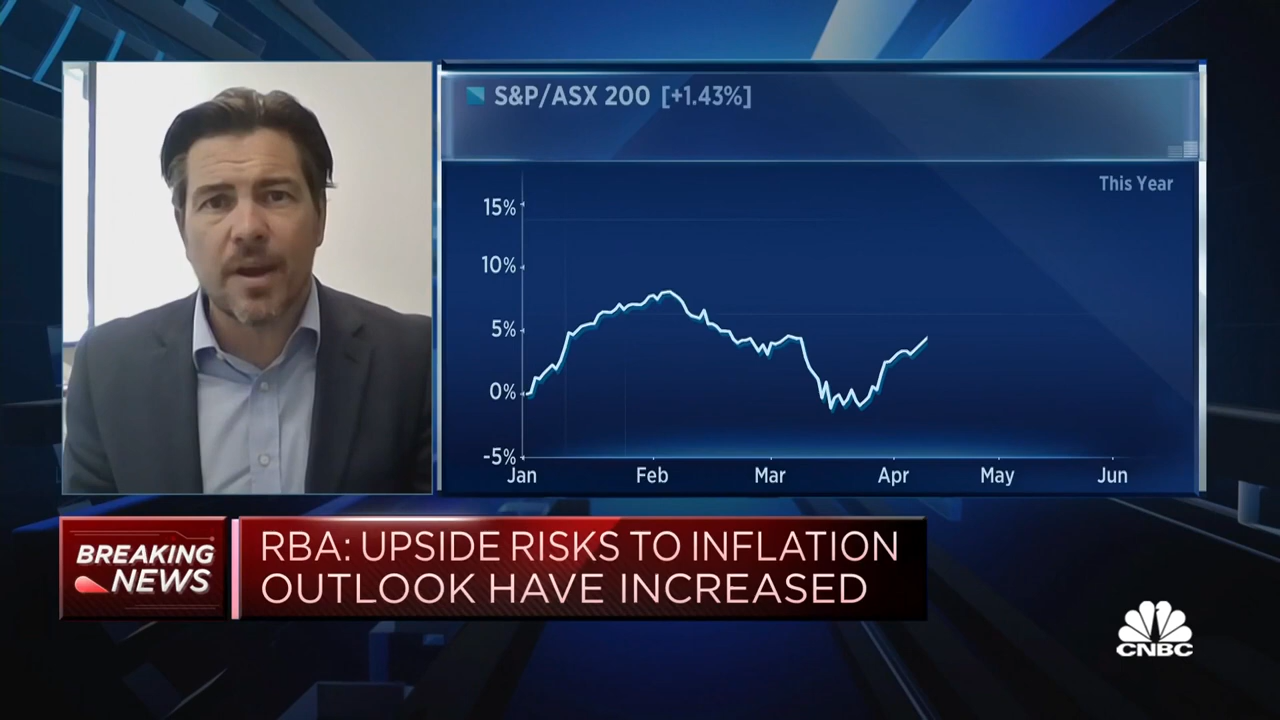 S&P/ASX 200 [+1.43%]
This Year
15%
10%
5%
0%
-5%
Jan Feb Mar Apr May Jun
BREAKING
NEWS
RBA: UPSIDE RISKS TO INFLATION
OUTLOOK HAVE INCREASED
CNBC